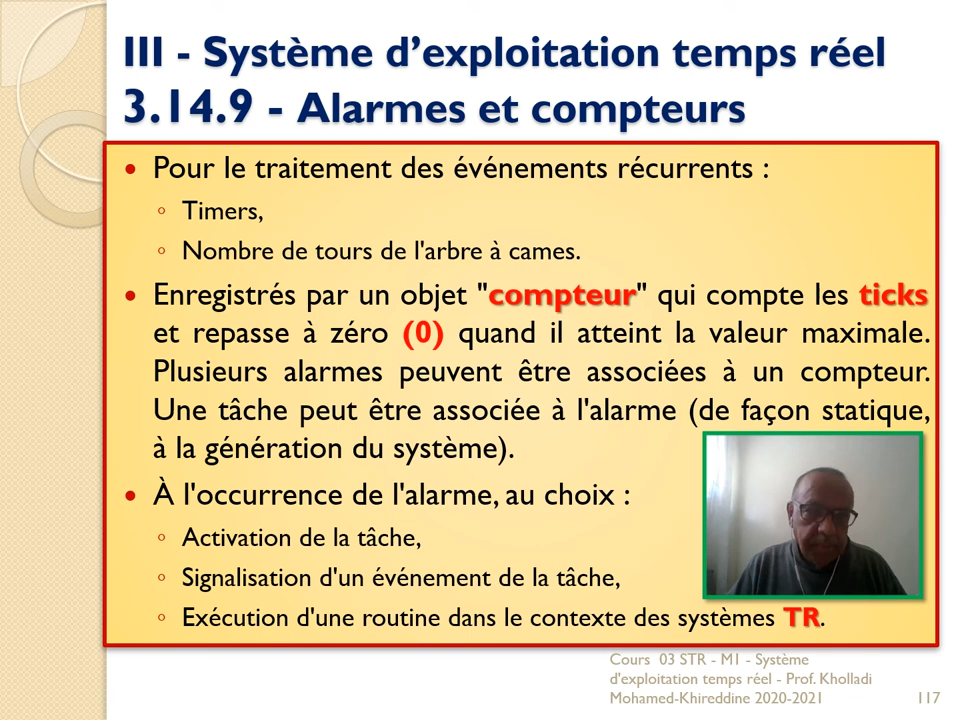 III - Système d’exploitation temps réel
3.14.9 - Alarmes et compteurs
• Pour le traitement des événements récurrents :
◦ Timers,
◦ Nombre de tours de l'arbre à cames.
• Enregistrés par un objet "compteur" qui compte les ticks
et repasse à zéro (0) quand il atteint la valeur maximale.
Plusieurs alarmes peuvent être associées à un compteur.
Une tâche peut être associée à l'alarme (de façon statique,
à la génération du système).
• À l'occurrence de l'alarme, au choix :
◦ Activation de la tâche,
◦ Signalisation d'un événement de la tâche,
◦ Exécution d'une routine dans le contexte des systèmes TR.
Cours 03 STR - M1 - Système
d'exploitation temps réel - Prof. Kholladi
Mohamed-Khireddine 2020-2021
117